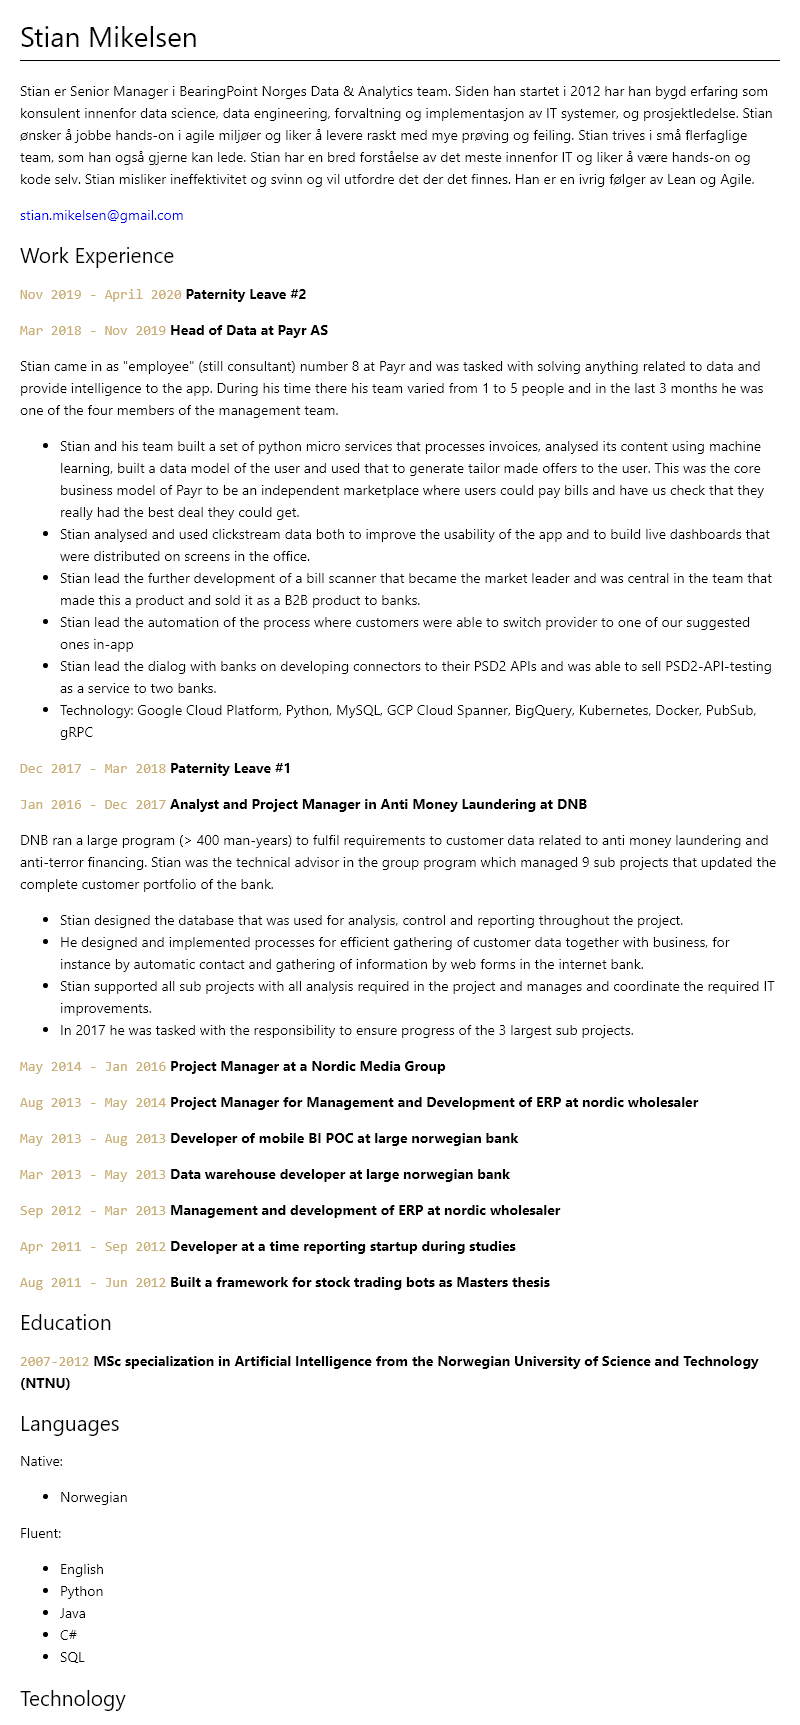 Stian Mikelsen
Stian er Senior Manager i BearingPoint Norges Data & Analytics team. Siden han startet i 2012 har han bygd erfaring som
konsulent innenfor data science, data engineering, forvaltning og implementasjon av IT systemer, og prosjektledelse. Stian
ønsker å jobbe hands-on i agile miljøer og liker å levere raskt med mye prøving og feiling. Stian trives i små flerfaglige
team, som han også gjerne kan lede. Stian har en bred forståelse av det meste innenfor IT og liker å være hands-on og
kode selv. Stian misliker ineffektivitet og svinn og vil utfordre det der det finnes. Han er en ivrig følger av Lean og Agile.
stian.mikelsen@gmail.com
Work Experience
Nov 2019 - April 2020 Paternity Leave #2
Mar 2018 - Nov 2019 Head of Data at Payr AS
Stian came in as "employee" (still consultant) number 8 at Payr and was tasked with solving anything related to data and
provide intelligence to the app. During his time there his team varied from 1 to 5 people and in the last 3 months he was
one of the four members of the management team.
• Stian and his team built a set of python micro services that processes invoices, analysed its content using machine
learning, built a data model of the user and used that to generate tailor made offers to the user. This was the core
business model of Payr to be an independent marketplace where users could pay bills and have us check that they
really had the best deal they could get.
• Stian analysed and used clickstream data both to improve the usability of the app and to build live dashboards that
were distributed on screens in the office.
• Stian lead the further development of a bill scanner that became the market leader and was central in the team that
made this a product and sold it as a B2B product to banks.
• Stian lead the automation of the process where customers were able to switch provider to one of our suggested
ones in-app
• Stian lead the dialog with banks on developing connectors to their PSD2 APIs and was able to sell PSD2-API-testing
as a service to two banks.
• Technology: Google Cloud Platform, Python, MySQL, GCP Cloud Spanner, BigQuery, Kubernetes, Docker, PubSub,
gRPC
Dec 2017 - Mar 2018 Paternity Leave #1
Jan 2016 - Dec 2017 Analyst and Project Manager in Anti Money Laundering at DNB
DNB ran a large program (> 400 man-years) to fulfil requirements to customer data related to anti money laundering and
anti-terror financing. Stian was the technical advisor in the group program which managed 9 sub projects that updated the
complete customer portfolio of the bank.
• Stian designed the database that was used for analysis, control and reporting throughout the project.
• He designed and implemented processes for efficient gathering of customer data together with business, for
instance by automatic contact and gathering of information by web forms in the internet bank.
• Stian supported all sub projects with all analysis required in the project and manages and coordinate the required IT
improvements.
• In 2017 he was tasked with the responsibility to ensure progress of the 3 largest sub projects.
May 2014 - Jan 2016 Project Manager at a Nordic Media Group
Aug 2013 - May 2014 Project Manager for Management and Development of ERP at nordic wholesaler
May 2013 - Aug 2013 Developer of mobile BI POC at large norwegian bank
Mar 2013 - May 2013 Data warehouse developer at large norwegian bank
Sep 2012 - Mar 2013 Management and development of ERP at nordic wholesaler
Apr 2011 - Sep 2012 Developer at a time reporting startup during studies
Aug 2011 - Jun 2012 Built a framework for stock trading bots as Masters thesis
Education
2007-2012 MSc specialization in Artificial Intelligence from the Norwegian University of Science and Technology
(NTNU)
Languages
Native:
• Norwegian
Fluent:
• English
• Python
• Java
• C#
• SQL
Technology